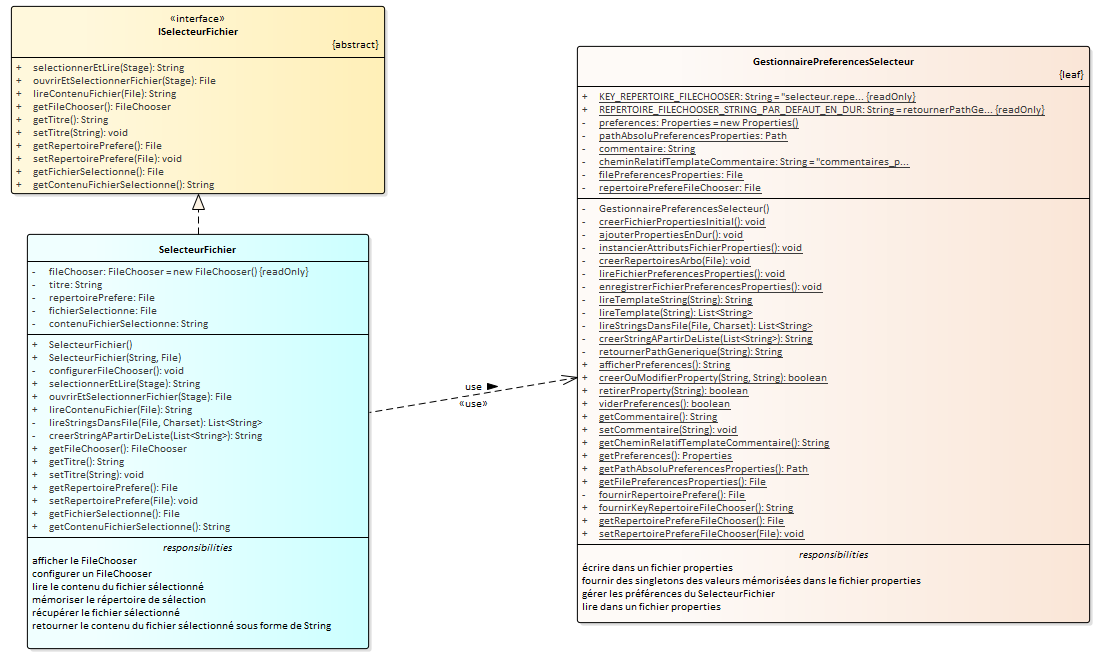 «interface»
ISelecteurFichier
{abstract}
+ selectionnerEtLire(Stage): String
+ ouvrirEtSelectionnerFichier(Stage): File
+ lireContenuFichier(File): String
+ getFileChooser(): FileChooser
+ getTitre(): String
+ setTitre(String): void
+ getRepertoirePrefere(): File
+ setRepertoirePrefere(File): void
+ getFichierSelectionne(): File
+ getContenuFichierSelectionne(): String
SelecteurFichier
- fileChooser: FileChooser = new FileChooser() {readOnly}
- titre: String
- repertoirePrefere: File
- fichierSelectionne: File
- contenuFichierSelectionne: String
+ SelecteurFichier()
+ SelecteurFichier(String, File)
- configurerFileChooser(): void
+ selectionnerEtLire(Stage): String
+ ouvrirEtSelectionnerFichier(Stage): File
+ lireContenuFichier(File): String
- lireStringsDansFile(File, Charset): List<String>
- creerStringAPartirDeListe(List<String>): String
+ getFileChooser(): FileChooser
+ getTitre(): String
+ setTitre(String): void
+ getRepertoirePrefere(): File
+ setRepertoirePrefere(File): void
+ getFichierSelectionne(): File
+ getContenuFichierSelectionne(): String
responsibilities
afficher le FileChooser
configurer un FileChooser
lire le contenu du fichier sélectionné
mémoriser le répertoire de sélection
récupérer le fichier sélectionné
retourner le contenu du fichier sélectionné sous forme de String
use
«use»
GestionnairePreferencesSelecteur
{leaf}
+ KEY_REPERTOIRE_FILECHOOSER: String = "selecteur.repe... {readOnly}
+ REPERTOIRE_FILECHOOSER_STRING_PAR_DEFAUT_EN_DUR: String = retournerPathGe... {readOnly}
- preferences: Properties = new Properties()
- pathAbsoluPreferencesProperties: Path
- commentaire: String
- cheminRelatifTemplateCommentaire: String = "commentaires_p...
- filePreferencesProperties: File
- repertoirePrefereFileChooser: File
- GestionnairePreferencesSelecteur()
- creerFichierPropertiesInitial(): void
- ajouterPropertiesEnDur(): void
- instancierAttributsFichierProperties(): void
- creerRepertoiresArbo(File): void
- lireFichierPreferencesProperties(): void
- enregistrerFichierPreferencesProperties(): void
- lireTemplateString(String): String
- lireTemplate(String): List<String>
- lireStringsDansFile(File, Charset): List<String>
- creerStringAPartirDeListe(List<String>): String
- retournerPathGenerique(String): String
+ afficherPreferences(): String
+ creerOuModifierProperty(String, String): boolean
+ retirerProperty(String): boolean
+ viderPreferences(): boolean
+ getCommentaire(): String
+ setCommentaire(String): void
+ getCheminRelatifTemplateCommentaire(): String
+ getPreferences(): Properties
+ getPathAbsoluPreferencesProperties(): Path
+ getFilePreferencesProperties(): File
- fournirRepertoirePrefere(): File
+ fournirKeyRepertoireFileChooser(): String
+ getRepertoirePrefereFileChooser(): File
+ setRepertoirePrefereFileChooser(File): void
responsibilities
écrire dans un fichier properties
fournir des singletons des valeurs mémorisées dans le fichier properties
gérer les préférences du SelecteurFichier
lire dans un fichier properties